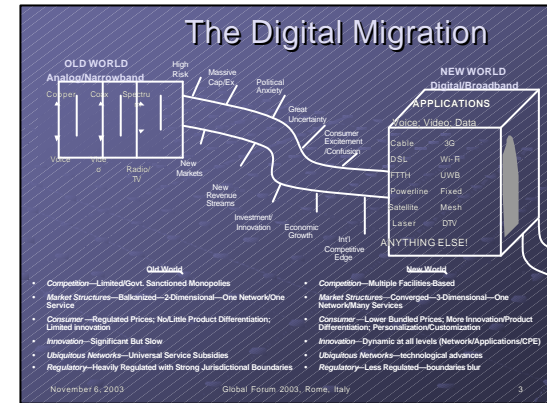 The Digital Migration
OLD WORLD
Analog/Narrowband
Copper Coax Spectru
m
Voice Vide
o Radio/
TV
High
Risk
Massive
Cap/Ex
Political
Anxiety
Great
Uncertainty
Consumer
Excitement
/Confusion
New
Markets
New
Revenue
Streams
Investment/
Innovation
Economic
Growth
Int'l
Competitive
Edge
NEW WORLD
Digital/Broadband
APPLICATIONS
Voice: Video: Data
Cable 3G
DSL Wi-Fi
FTTH UWB
Powerline Fixed
Satellite Mesh
Laser DTV
ANYTHING ELSE!
Old World
• Competition—Limited/Govt. Sanctioned Monopolies
• Market Structures—Balkanized—2-Dimensional—One Network/One
Service
• Consumer—Regulated Prices; No/Little Product Differentiation;
Limited innovation
• Innovation—Significant But Slow
• Ubiquitous Networks—Universal Service Subsidies
• Regulatory—Heavily Regulated with Strong Jurisdictional Boundaries
New World
• Competition—Multiple Facilities-Based
• Market Structures—Converged—3-Dimensional—One
Network/Many Services
• Consumer—Lower Bundled Prices; More Innovation/Product
Differentiation; Personalization/Customization
• Innovation—Dynamic at all levels (Network/Applications/CPE)
• Ubiquitous Networks—technological advances
• Regulatory—Less Regulated—boundaries blur
November 6, 2003 Global Forum 2003, Rome, Italy 3